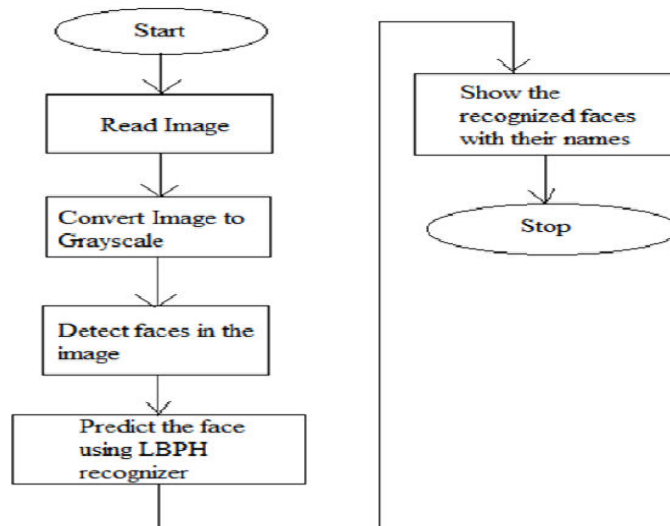 Start
Read Image
Convert Image to
Grayscale
Detect faces in the
image
Predict the face
using LBPH
recognizer
Show the
recognized faces
with their names
Stop